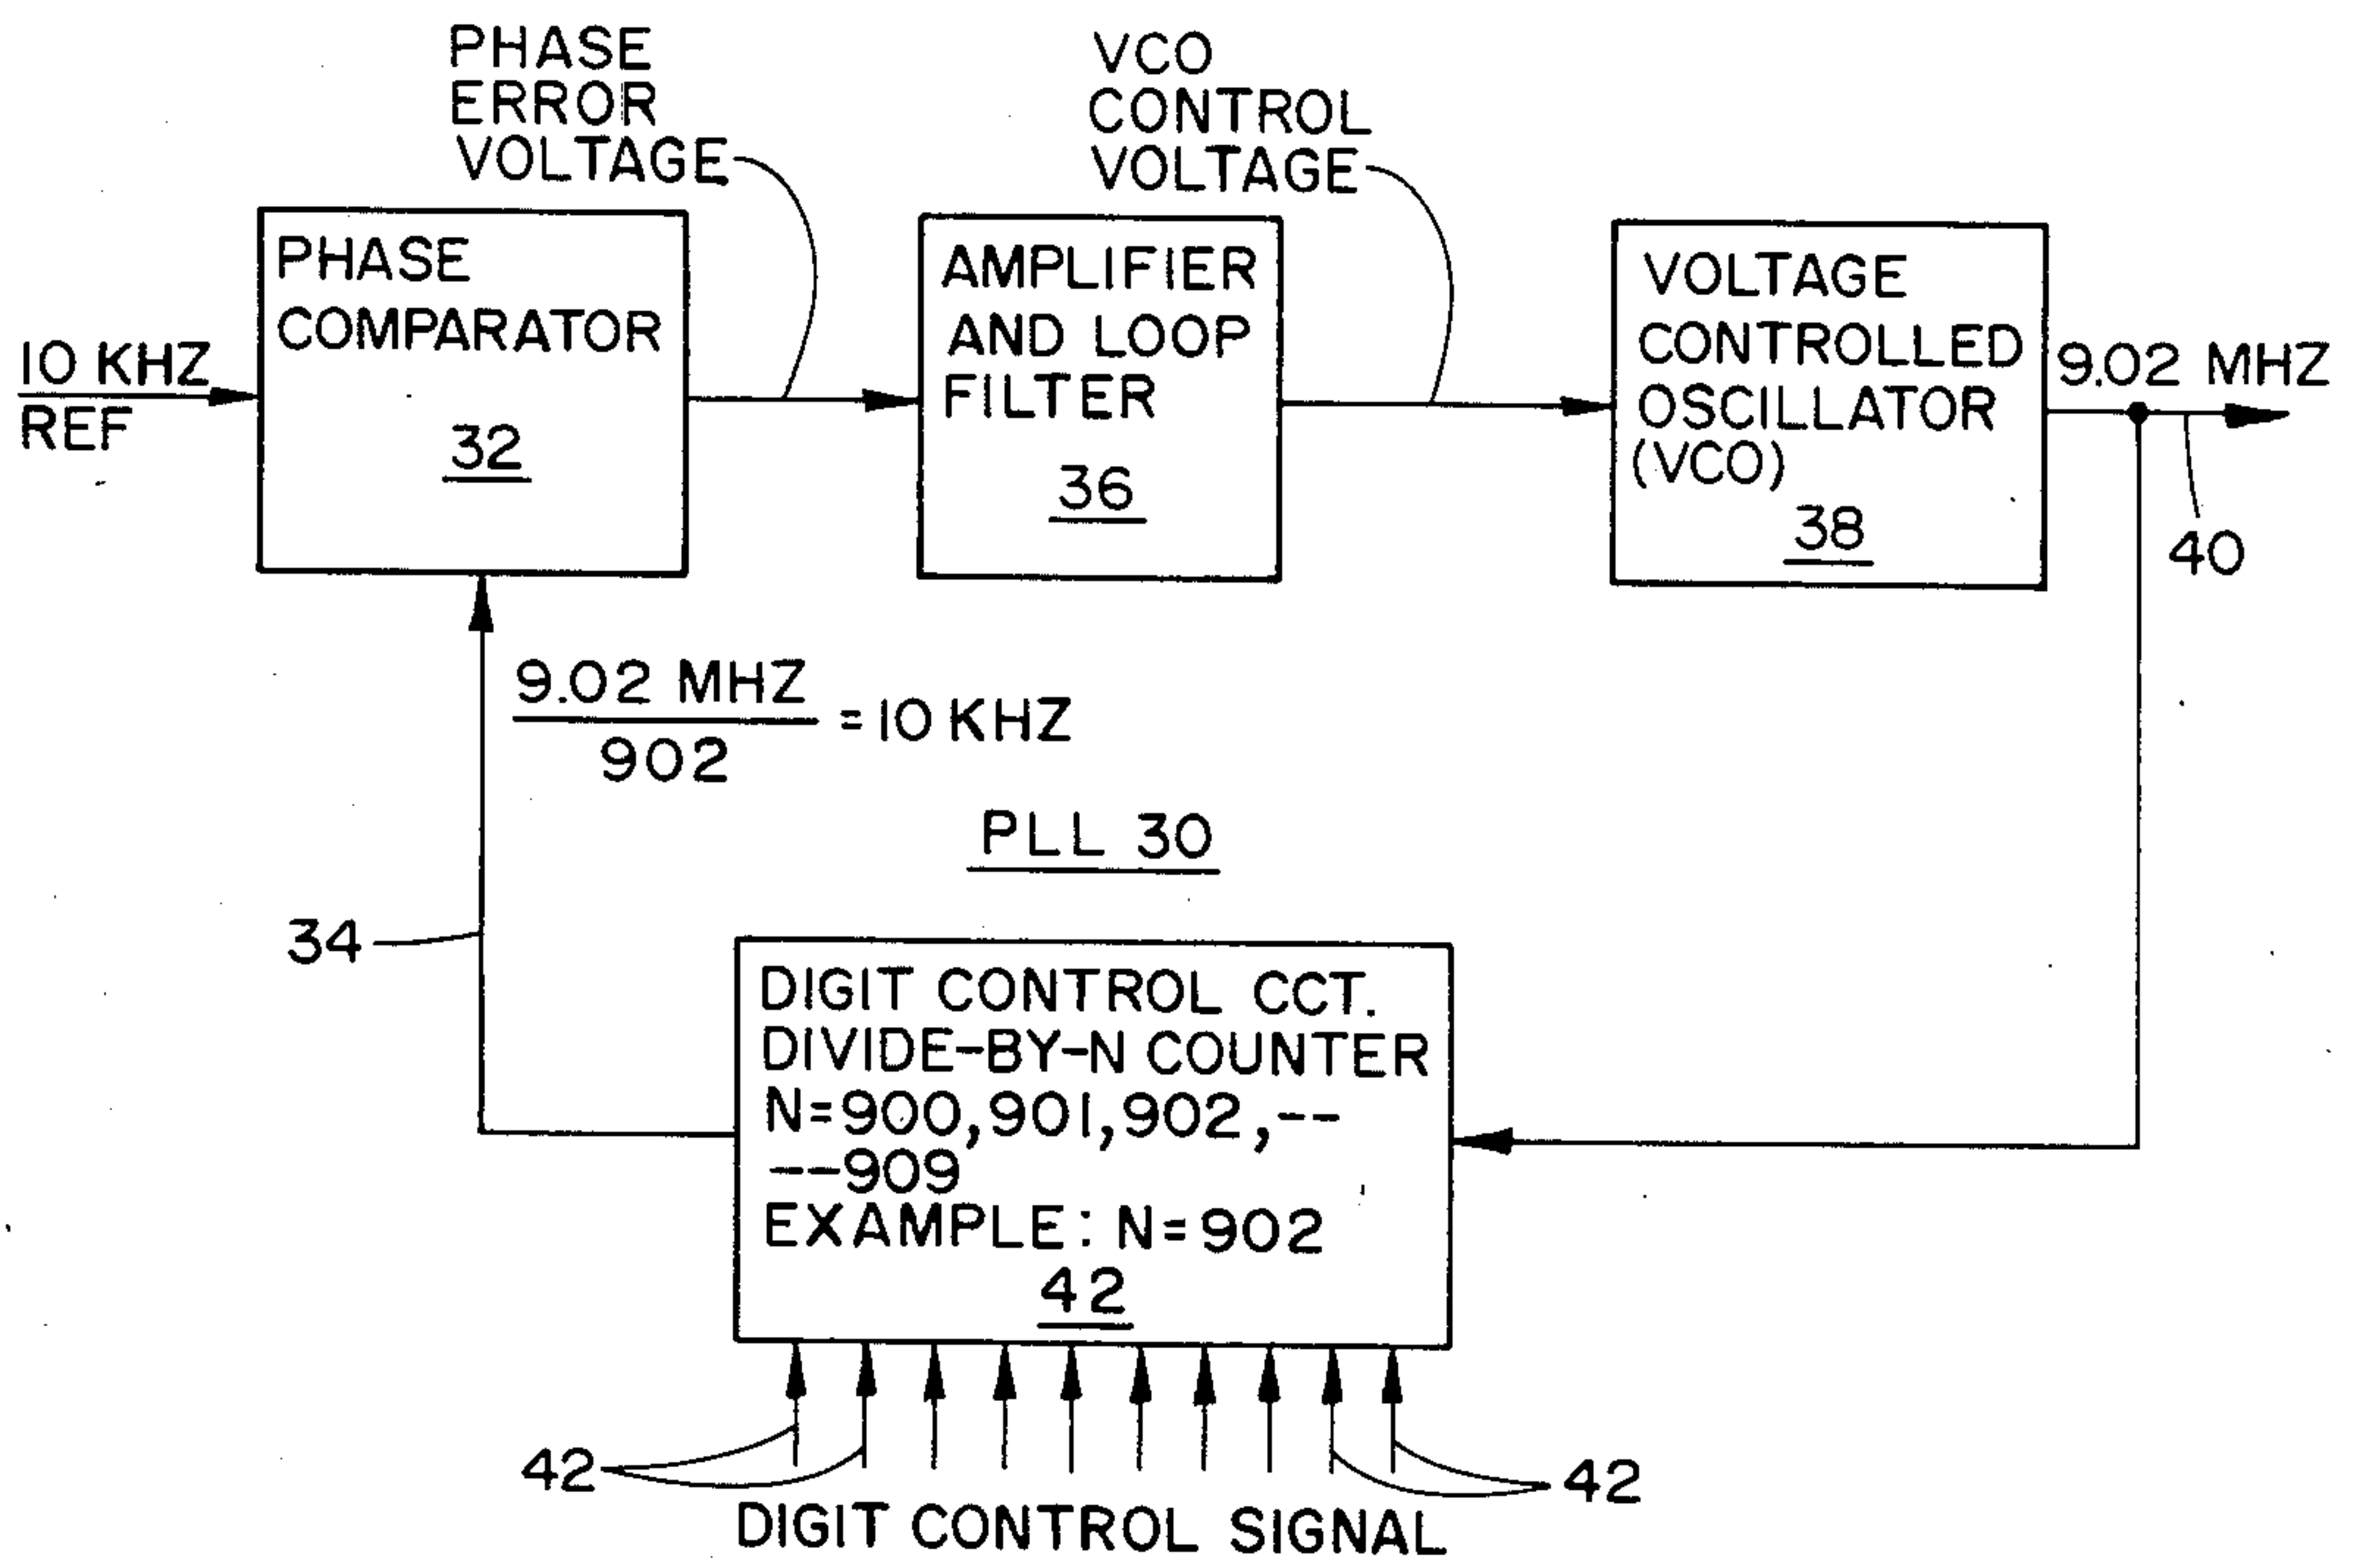 PHASE
ERROR
VOLTAGE
VCO
CONTROL
VOLTAGE
10 KHZ
REF
PHASE
COMPARATOR
32
AMPLIFIER
AND LOOP
FILTER
36
VOLTAGE
CONTROLLED
OSCILLATOR
(VCO)
38
9.02 MHZ
40
9.02 MHZ
902
=10 KHZ
PLL 30
34
DIGIT CONTROL CCT.
DIVIDE-BY-N COUNTER
N=900,901,902,--
--909
EXAMPLE: N=902
42
42
42
DIGIT CONTROL SIGNAL